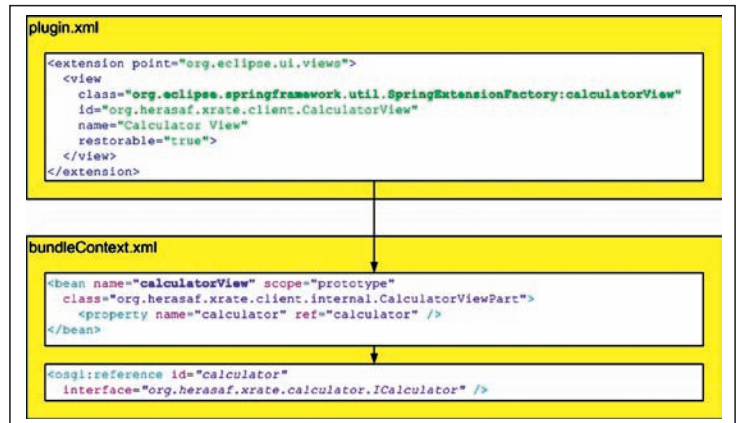 plugin.xml
<extension point="org.eclipse.ui.views">
<view
class="org.eclipse.springframework.util.SpringExtensionFactory:calculatorView"
id="org.herasaf.xrate.client.CalculatorView"
name="Calculator View"
restorable="true">
</view>
</extension>
bundleContext.xml
<bean name="calculatorView" scope="prototype"
class="org.herasaf.xrate.client.internal.CalculatorViewPart">
<property name="calculator" ref="calculator" />
</bean>
<osgi:reference id="calculator"
interface="org.herasaf.xrate.calculator.ICalculator" />